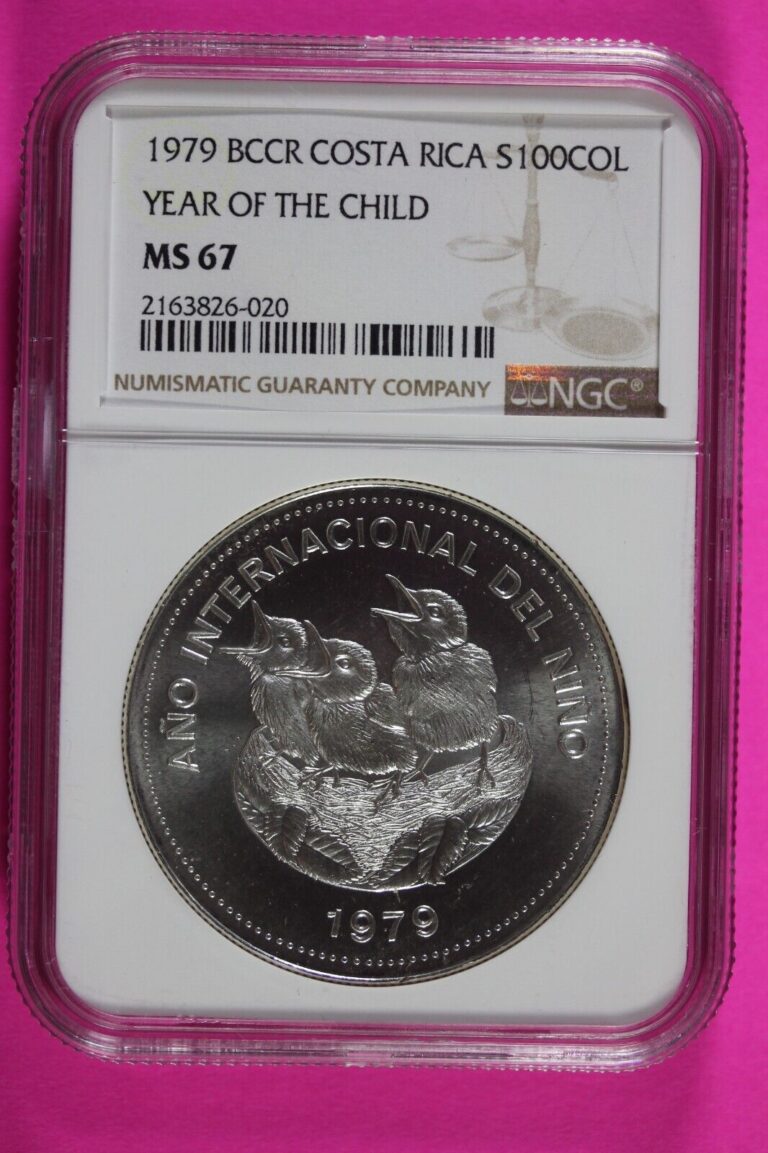 1979 BCCR COSTA RICA S100COL
YEAR OF THE CHILD
MS 67
2163826-020
NUMISMATIC GUARANTY COMPANY
NGC®
AÑO INTERNACIONAL DEL NIÑO
1979